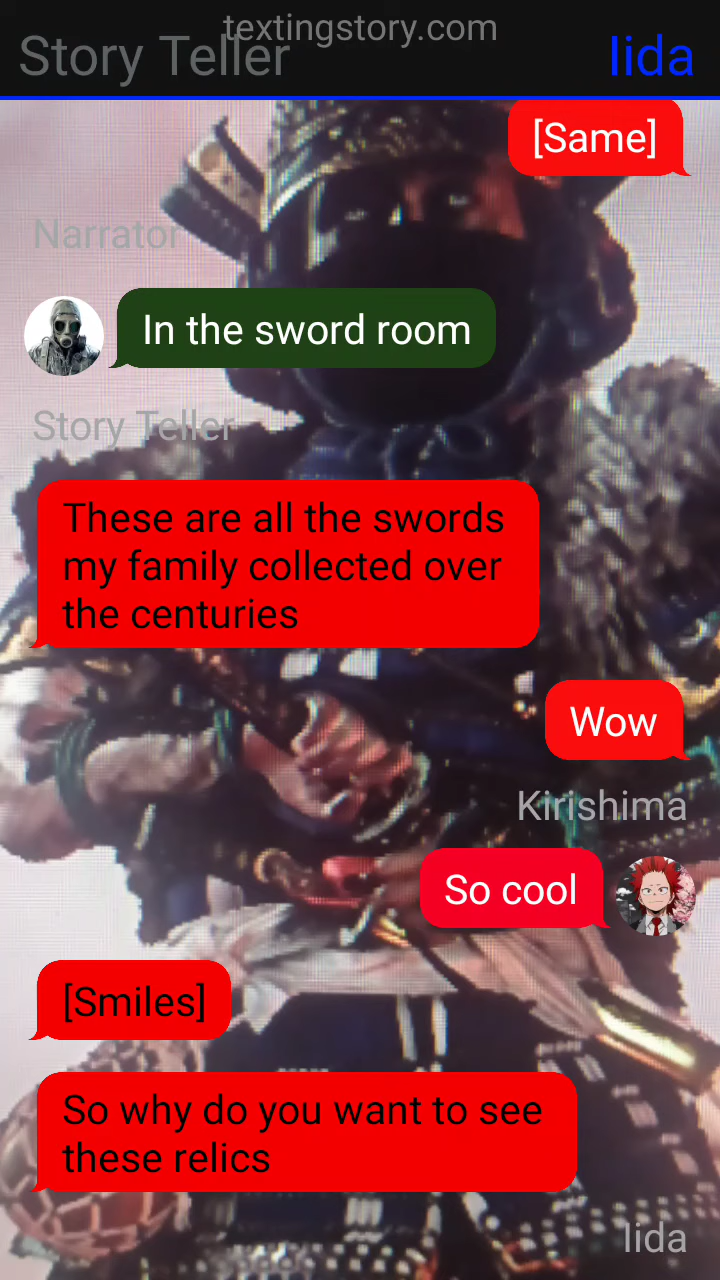 textingstory.com
Story Teller
Iida
[Same]
Narrator
In the sword room
Story Teller
These are all the swords
my family collected over
the centuries
Wow
Kirishima
So cool
[Smiles]
So why do you want to see
these relics
Iida